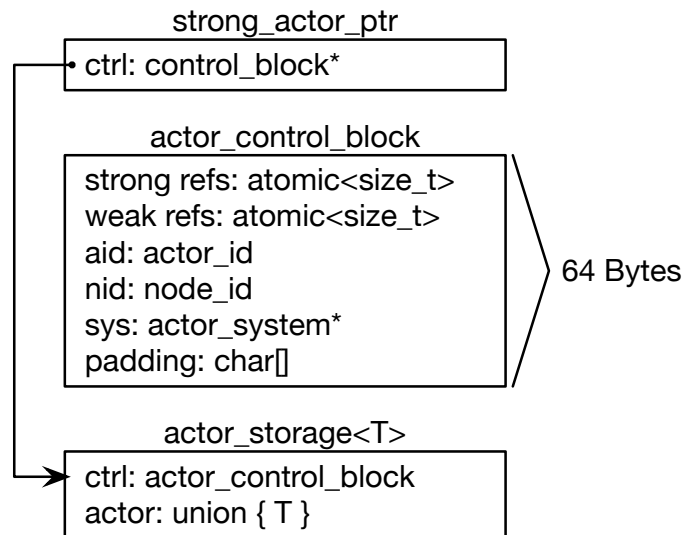 strong_actor_ptr
ctrl: control_block*
actor_control_block
strong refs: atomic<size_t>
weak refs: atomic<size_t>
aid: actor_id
nid: node_id
sys: actor_system*
padding: char[]
64 Bytes
actor_storage<T>
ctrl: actor_control_block
actor: union { T }